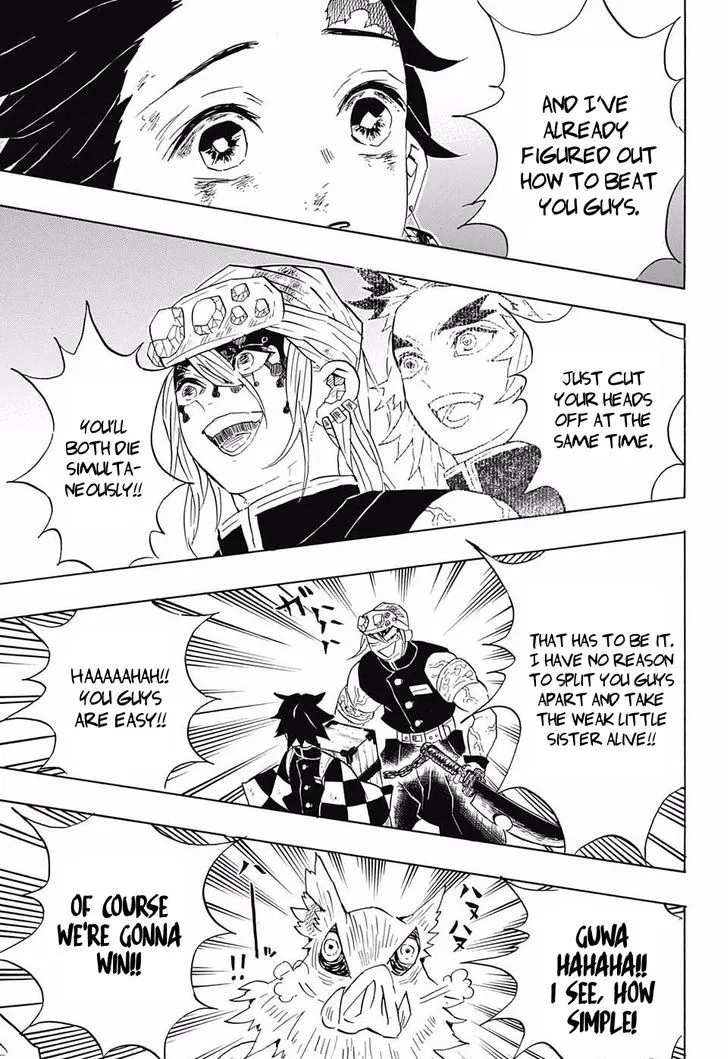 AND I'VE
ALREADY
FIGURED OUT
HOW TO BEAT
YOU GUYS.
JUST CUT
YOUR HEADS
OFF AT THE
SAME TIME.
YOU'LL
BOTH DIE
SIMULTA-
NEOUSLY!!
THAT HAS TO BE IT.
I HAVE NO REASON
TO SPLIT YOU GUYS
APART AND TAKE
THE WEAK LITTLE
SISTER ALIVE!!
HAAAAAHAH!!
YOU GUYS
ARE EASY!!
GUWA
HAHAHA!!
I SEE, HOW
SIMPLE!
OF COURSE
WE'RE GONNA
WIN!!